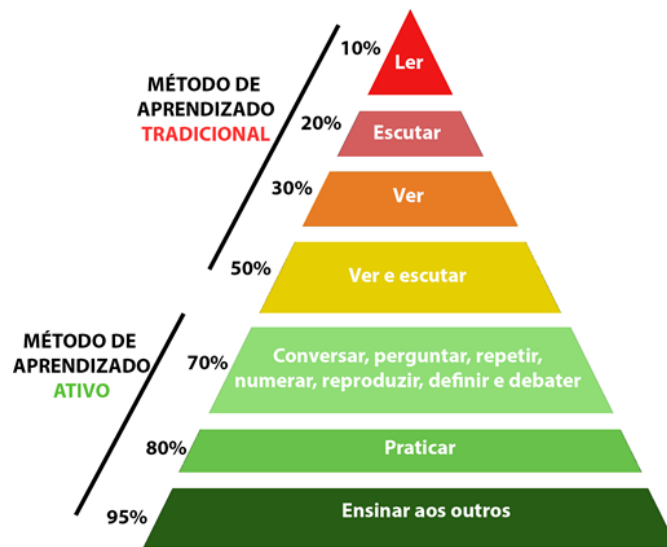 10%
Ler
MÉTODO DE
APRENDIZADO
TRADICIONAL
20%
Escutar
30%
Ver
50%
Ver e escutar
MÉTODO DE
APRENDIZADO
ATIVO
70%
Conversar, perguntar, repetir,
numerar, reproduzir, definir e debater
80%
Praticar
95%
Ensinar aos outros